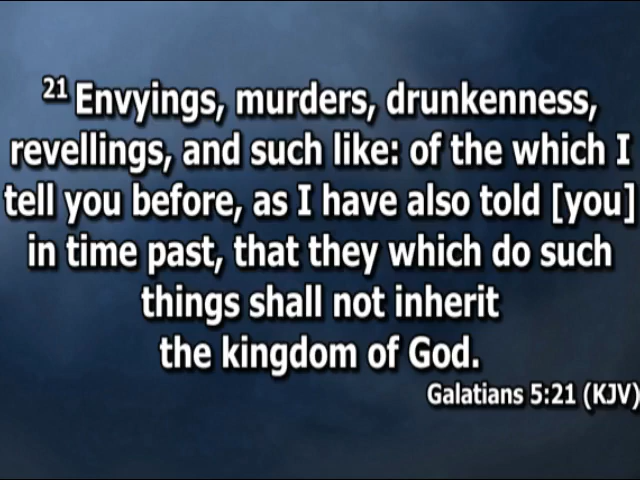 21 Envyings, murders, drunkenness,
revellings, and such like: of the which I
tell you before, as I have also told [you]
in time past, that they which do such
things shall not inherit
the kingdom of God.
Galatians 5:21 (KJV)